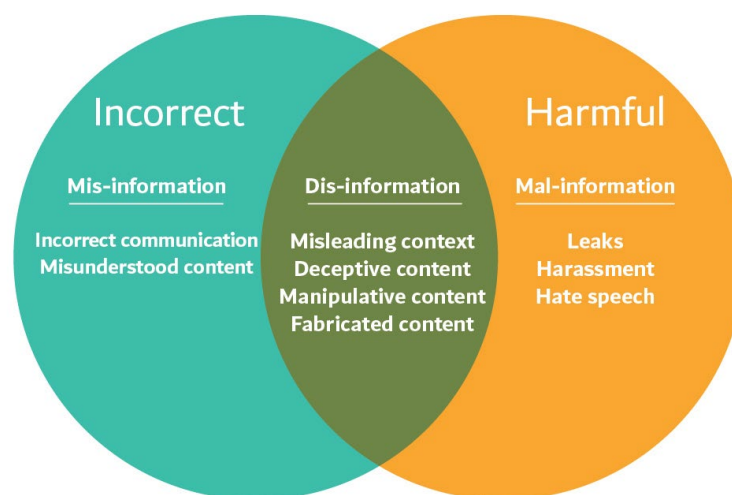 Incorrect
Harmful
Mis-information
Incorrect communication
Misunderstood content
Dis-information
Misleading context
Deceptive content
Manipulative content
Fabricated content
Mal-information
Leaks
Harassment
Hate speech